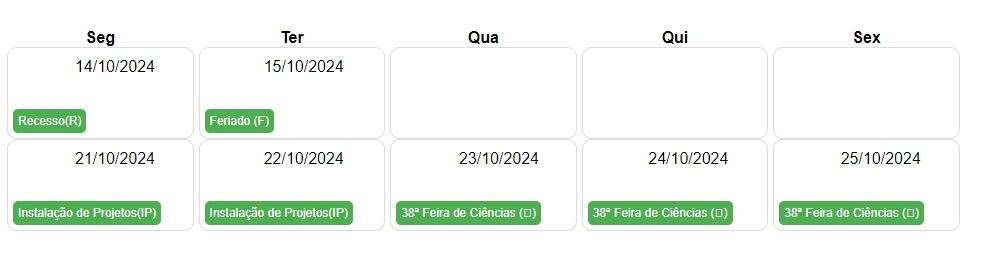 Seg Ter Qua Qui Sex
14/10/2024 15/10/2024
Recesso(R) Feriado (F)
21/10/2024 22/10/2024 23/10/2024 24/10/2024 25/10/2024
Instalação de Projetos(IP) Instalação de Projetos(IP) 38ª Feira de Ciências (▯) 38ª Feira de Ciências (▯) 38ª Feira de Ciências (▯)